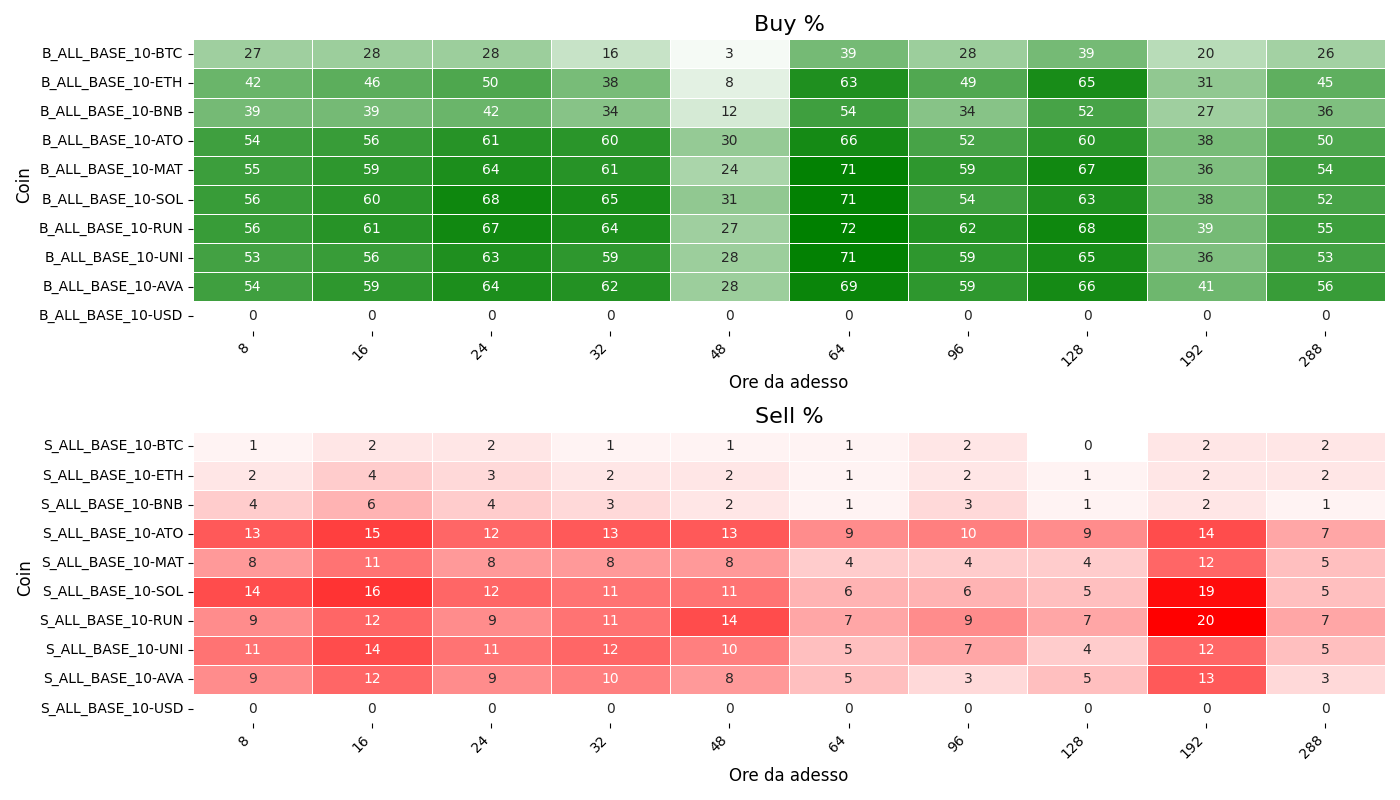 Buy %
Coin
B_ALL_BASE_10-BTC 27 28 28 16 3 39 28 39 20 26
B_ALL_BASE_10-ETH 42 46 50 38 8 63 49 65 31 45
B_ALL_BASE_10-BNB 39 39 42 34 12 54 34 52 27 36
B_ALL_BASE_10-ATO 54 56 61 60 30 66 52 60 38 50
B_ALL_BASE_10-MAT 55 59 64 61 24 71 59 67 36 54
B_ALL_BASE_10-SOL 56 60 68 65 31 71 54 63 38 52
B_ALL_BASE_10-RUN 56 61 67 64 27 72 62 68 39 55
B_ALL_BASE_10-UNI 53 56 63 59 28 71 59 65 36 53
B_ALL_BASE_10-AVA 54 59 64 62 28 69 59 66 41 56
B_ALL_BASE_10-USD 0 0 0 0 0 0 0 0 0 0
8 16 24 32 48 64 96 128 192 288
Ore da adesso
Sell %
Coin
S_ALL_BASE_10-BTC 1 2 2 1 1 1 2 0 2 2
S_ALL_BASE_10-ETH 2 4 3 2 2 1 2 1 2 2
S_ALL_BASE_10-BNB 4 6 4 3 2 1 3 1 2 1
S_ALL_BASE_10-ATO 13 15 12 13 13 9 10 9 14 7
S_ALL_BASE_10-MAT 8 11 8 8 8 4 4 4 12 5
S_ALL_BASE_10-SOL 14 16 12 11 11 6 6 5 19 5
S_ALL_BASE_10-RUN 9 12 9 11 14 7 9 7 20 7
S_ALL_BASE_10-UNI 11 14 11 12 10 5 7 4 12 5
S_ALL_BASE_10-AVA 9 12 9 10 8 5 3 5 13 3
S_ALL_BASE_10-USD 0 0 0 0 0 0 0 0 0 0
8 16 24 32 48 64 96 128 192 288
Ore da adesso